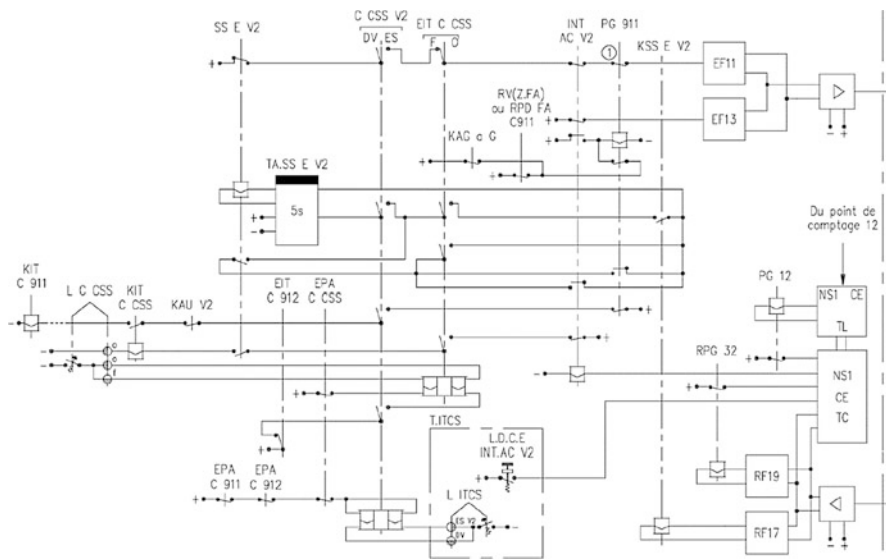 C CSS V2
EIT C CSS
INT
AC V2
PG 911
SS E V2
DV ES
F O
KSS E V2
1
EF11
RV(Z.FA)
ou RPD FA
C911
EF13
KAG c G
TA.SS E V2
5s
Du point de
comptage 12
KIT
C 911
L C CSS
KIT
C CSS
KAU V2
EIT
C 912
EPA
C CSS
PG 12
NS1 CE
TL
RPG 32
NS1
CE
TC
T.ITCS
L.D.C.E
INT.AC V2
EPA
C 911
EPA
C 912
L ITCS
ES V2
DV
RF19
RF17